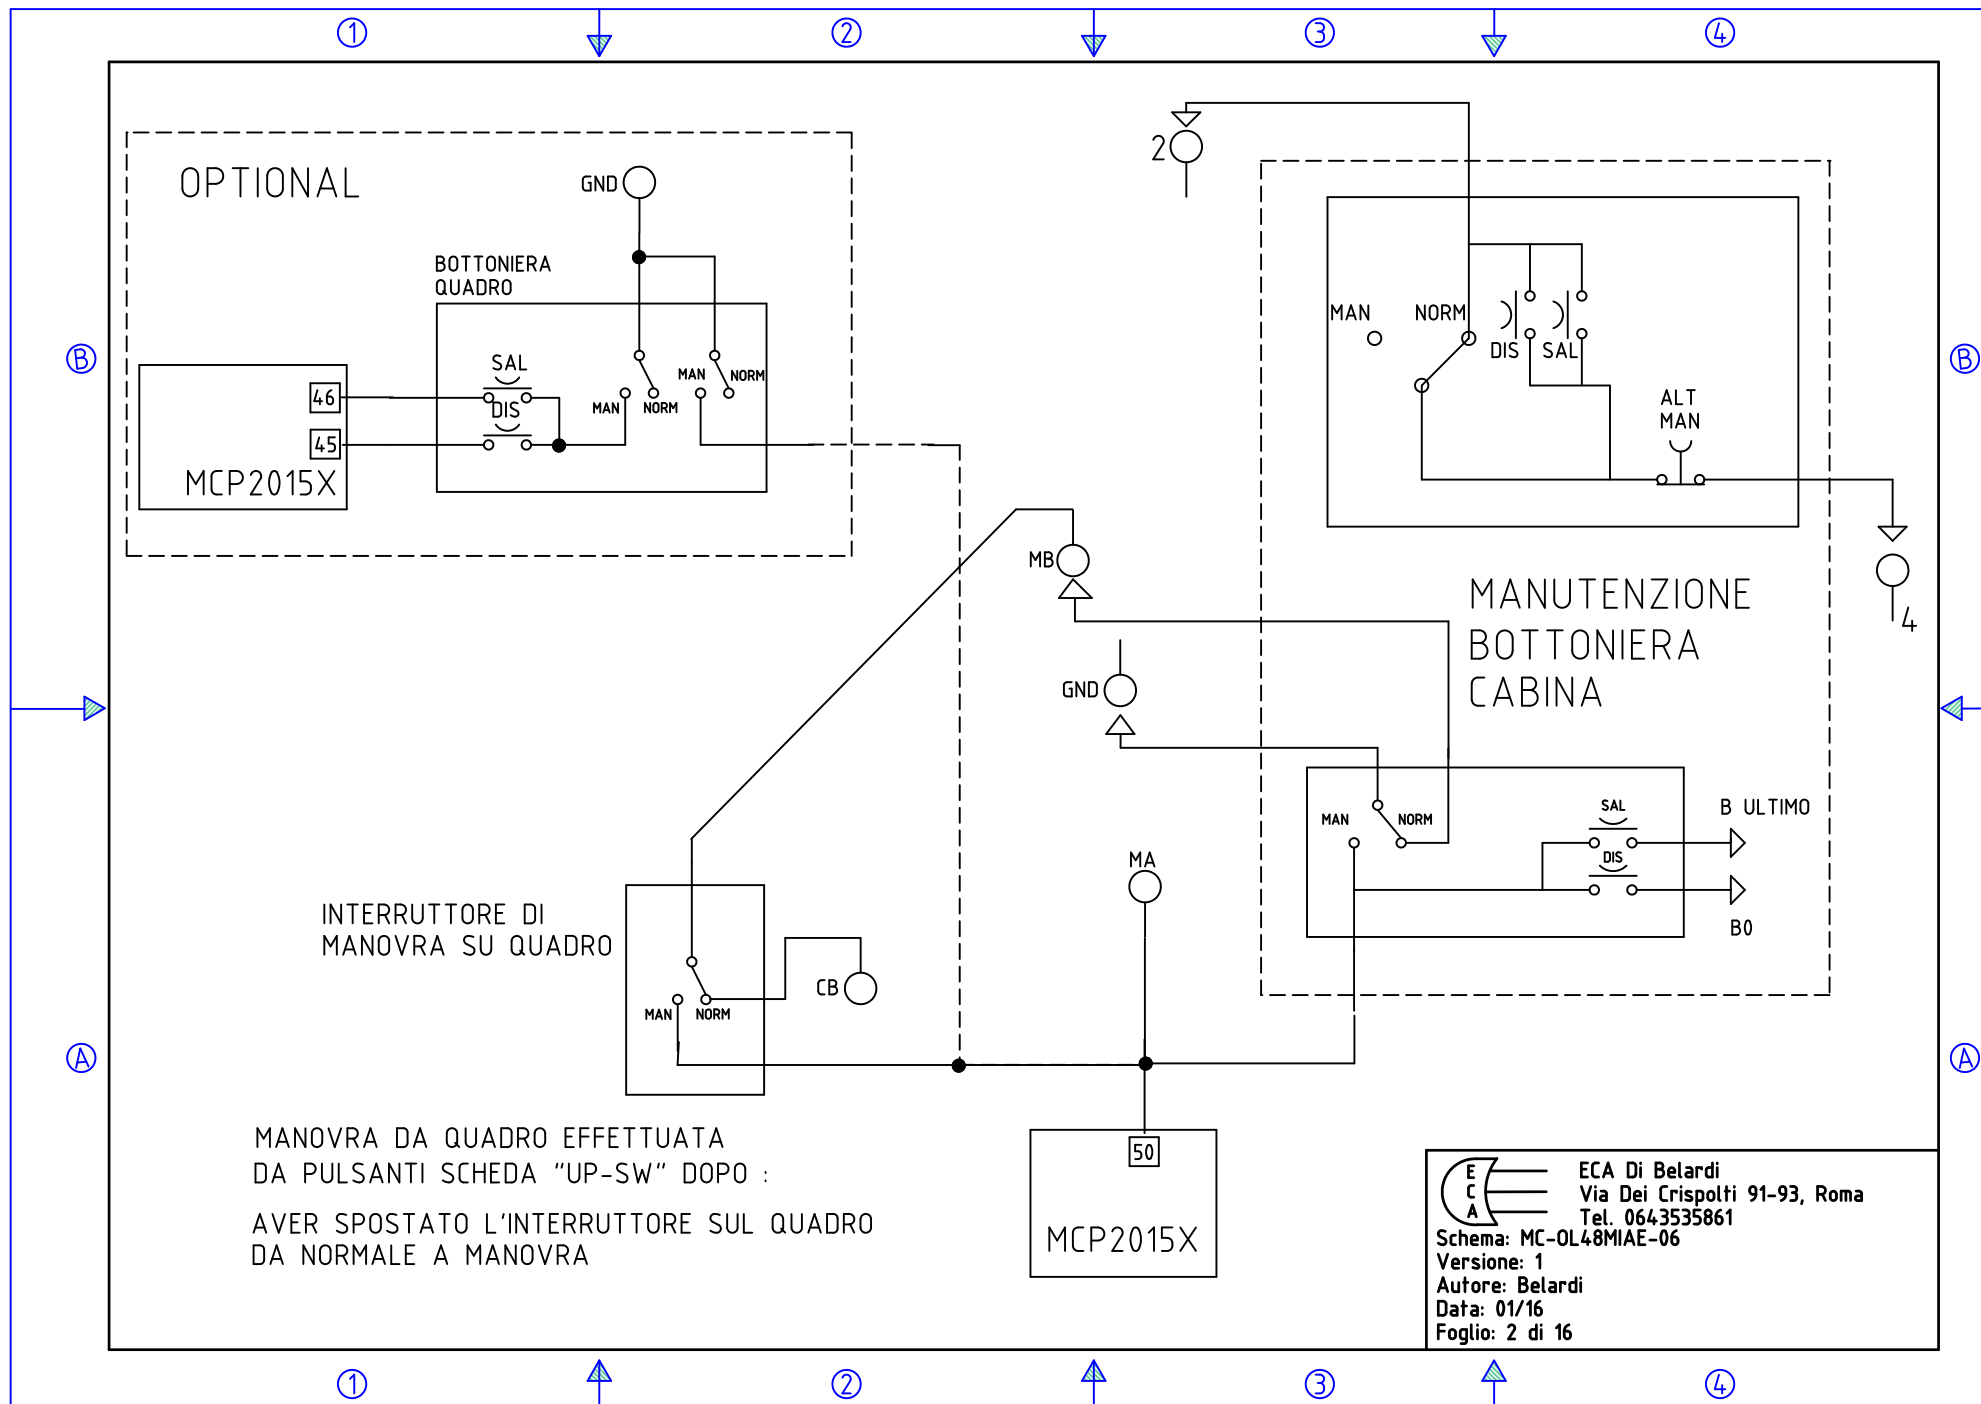 1
2
3
4
2
OPTIONAL
GND
BOTTONIERA
QUADRO
MAN
NORM
DIS
SAL
B
B
SAL
MAN
NORM
46
DIS
MAN
NORM
ALT
MAN
45
MCP2015X
MB
4
MANUTENZIONE
BOTTONIERA
CABINA
GND
SAL
B ULTIMO
MAN
NORM
DIS
MA
B0
INTERRUTTORE DI
MANOVRA SU QUADRO
CB
MAN
NORM
A
A
MANOVRA DA QUADRO EFFETTUATA
DA PULSANTI SCHEDA "UP-SW" DOPO :
AVER SPOSTATO L'INTERRUTTORE SUL QUADRO
DA NORMALE A MANOVRA
50
MCP2015X
E
C
A
ECA Di Belardi
Via Dei Crispolti 91-93, Roma
Tel. 0643535861
Schema: MC-OL48MIAE-06
Versione: 1
Autore: Belardi
Data: 01/16
Foglio: 2 di 16
1
2
3
4